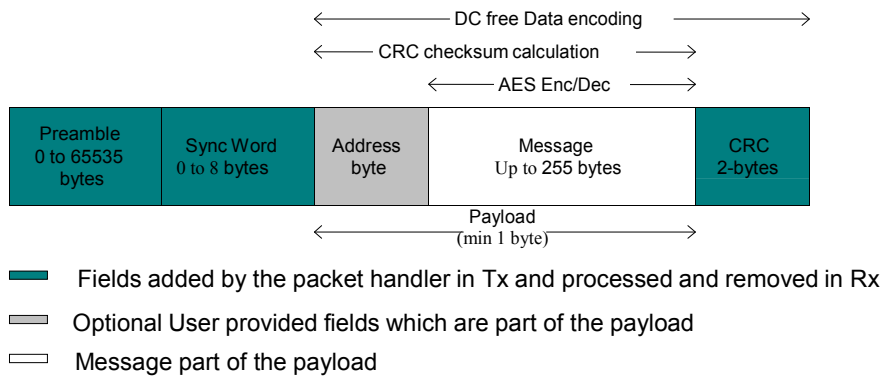 DC free Data encoding
CRC checksum calculation
AES Enc/Dec
Preamble
0 to 65535
bytes
Sync Word
0 to 8 bytes
Address
byte
Message
Up to 255 bytes
CRC
2-bytes
Payload
(min 1 byte)
Fields added by the packet handler in Tx and processed and removed in Rx
Optional User provided fields which are part of the payload
Message part of the payload